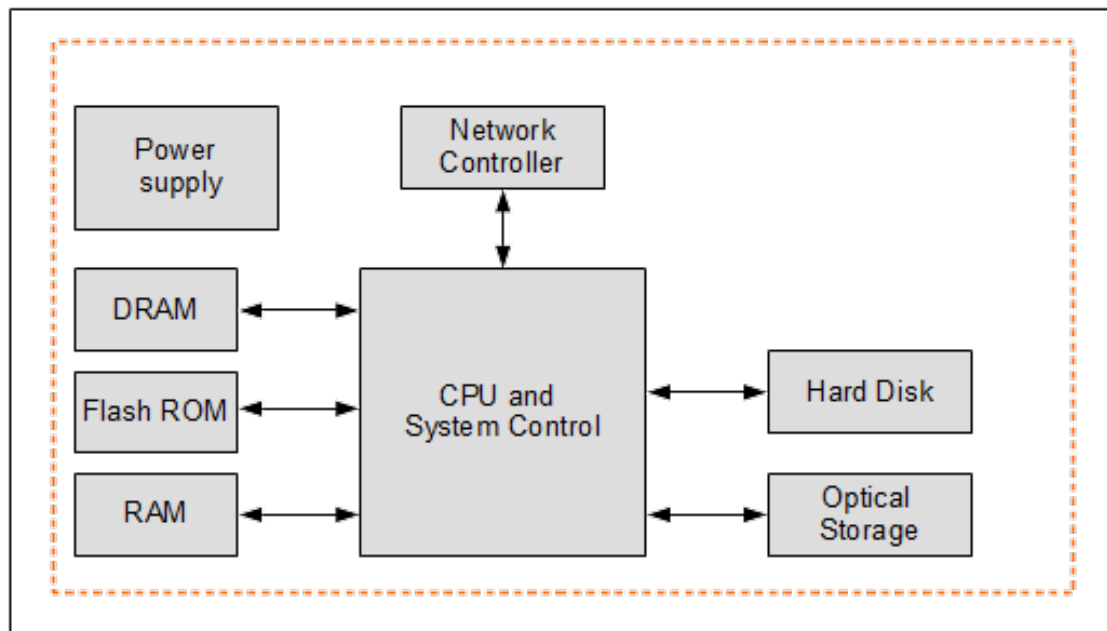 Power
supply
Network
Controller
DRAM
Flash ROM
RAM
CPU and
System Control
Hard Disk
Optical
Storage